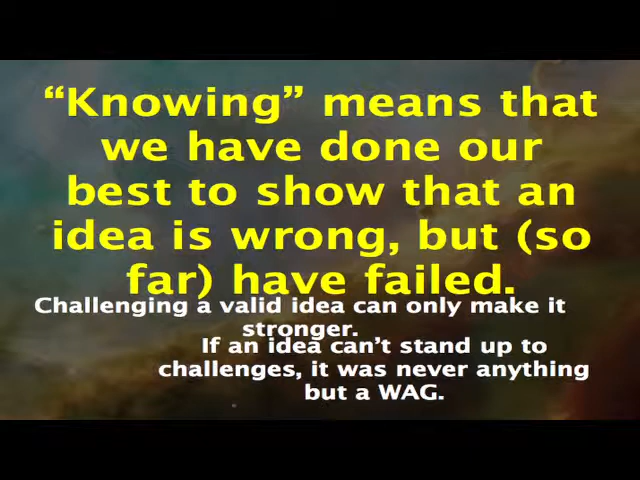 “Knowing” means that
we have done our
best to show that an
idea is wrong, but (so
far) have failed.
Challenging a valid idea can only make it
stronger.
If an idea can’t stand up to
challenges, it was never anything
but a WAG.